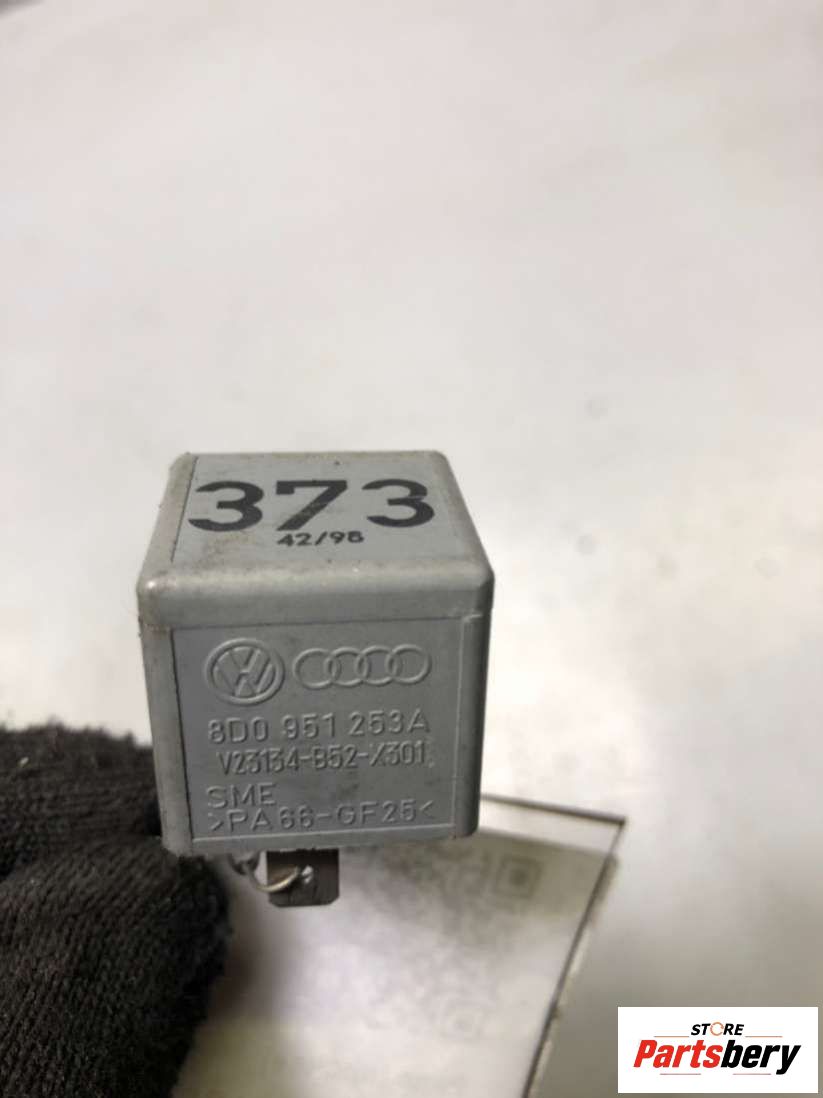 373
42/98
8D0 951 253A
V23134-B52-X301
SME
>PA66-GF25<
STORE
Partsbery